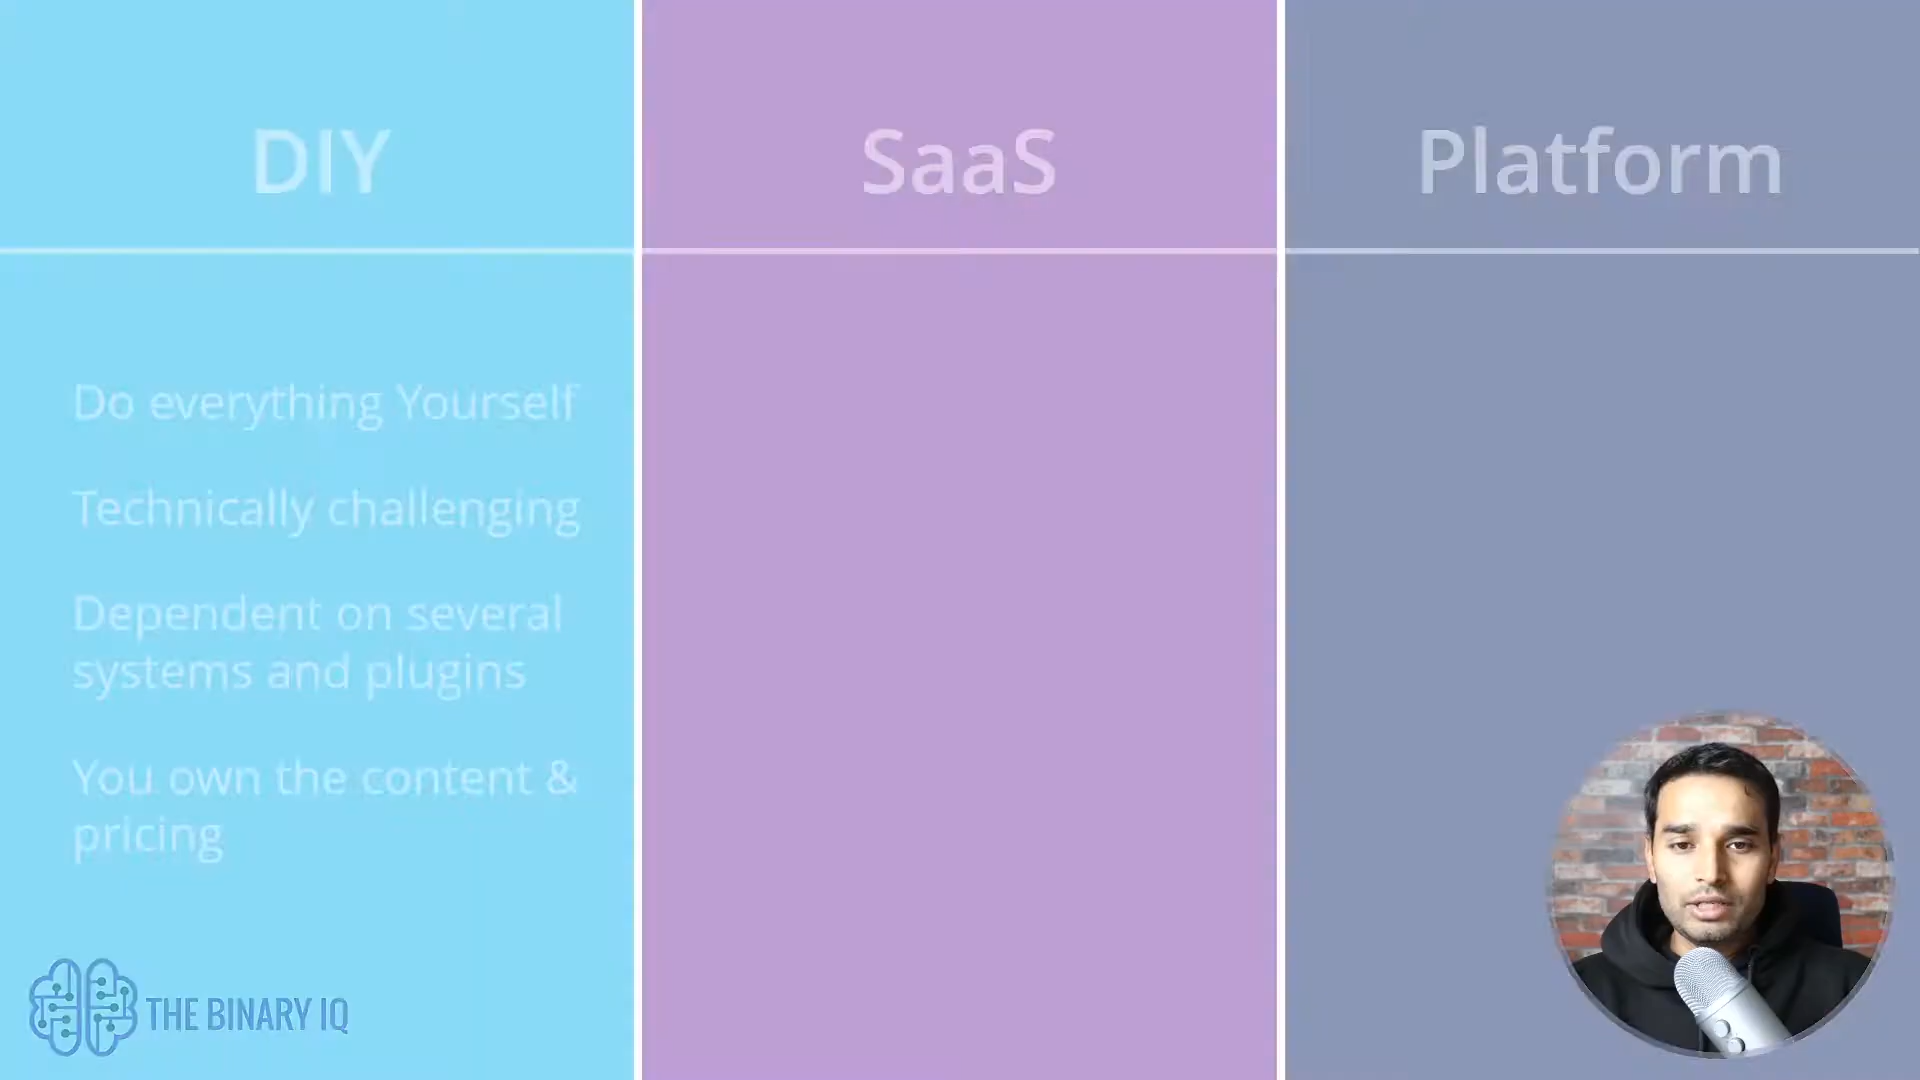 DIY
SaaS
Platform
Do everything Yourself
Technically challenging
Dependent on several
systems and plugins
You own the content &
pricing
THE BINARY IQ